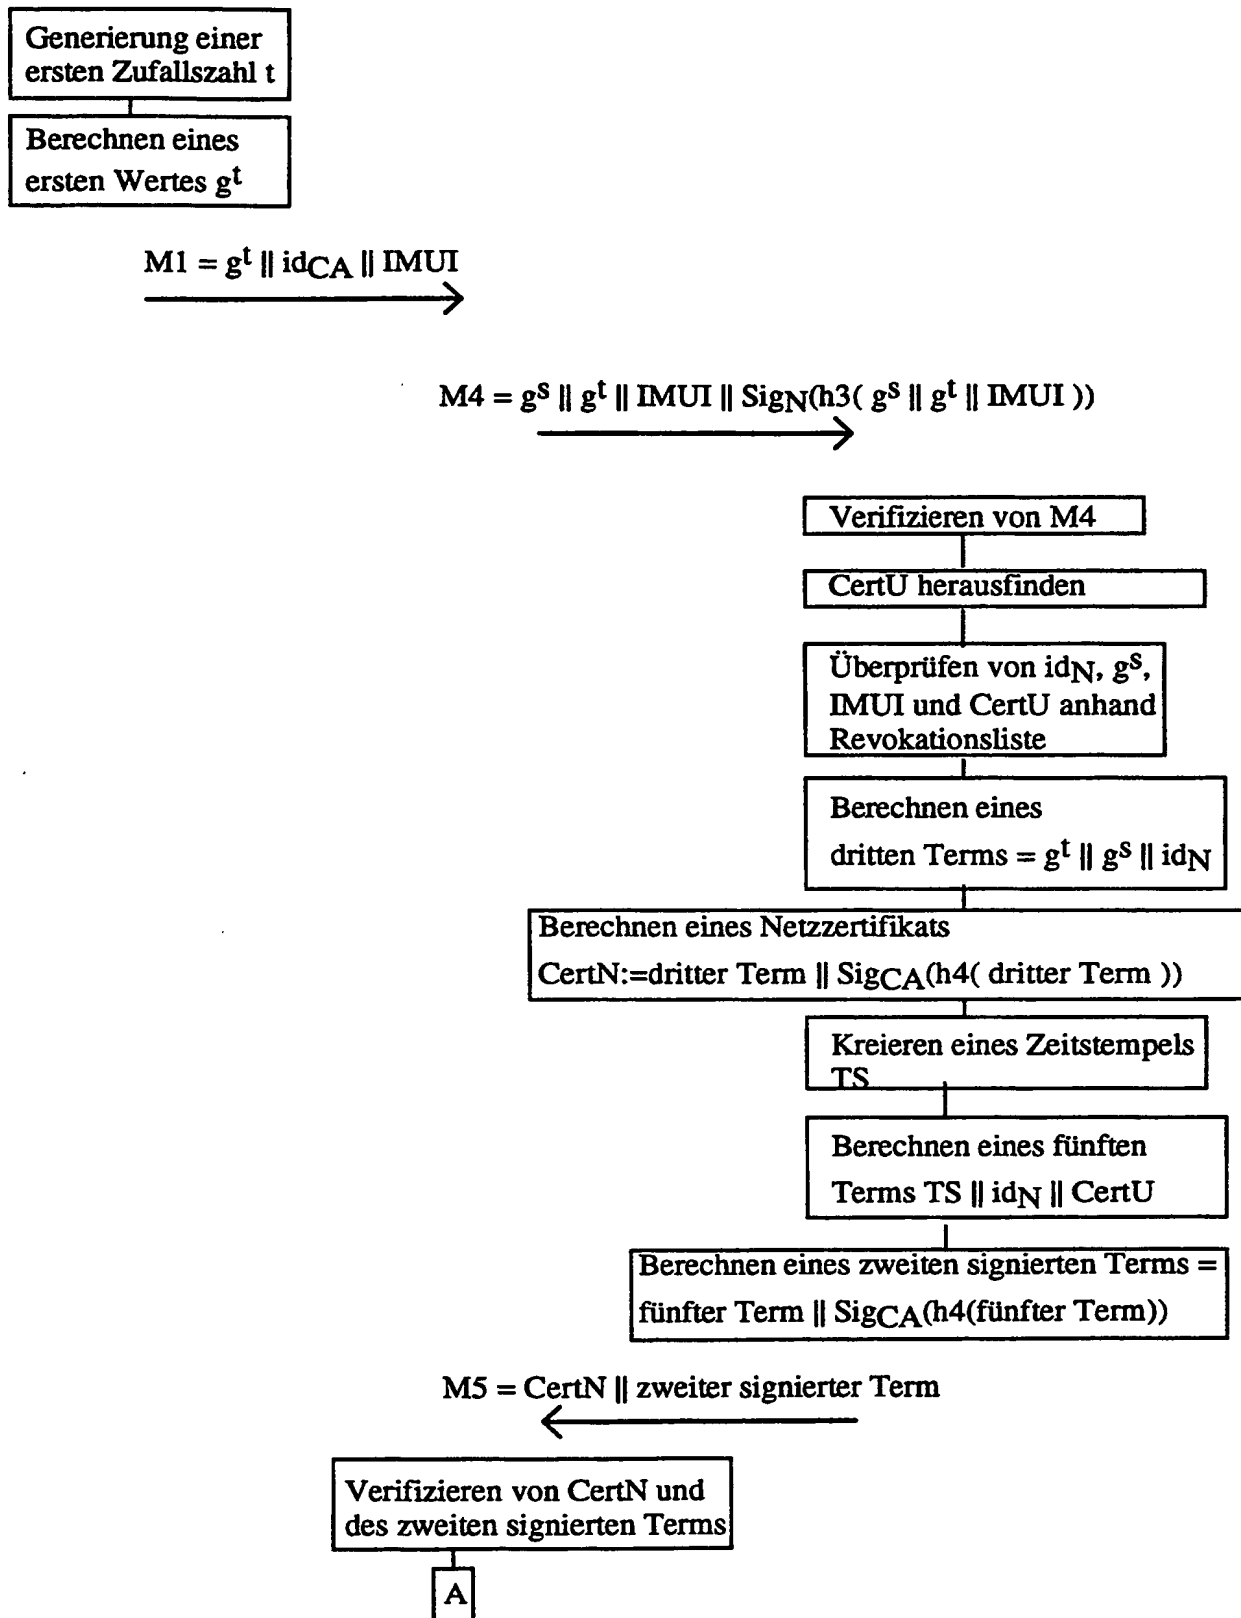 Generierung einer
ersten Zufallszahl t
Berechnen eines
ersten Wertes g^t
M1 = g^t || id_CA || IMUI
M4 = g^s || g^t || IMUI || Sig_N(h3( g^s || g^t || IMUI ))
Verifizieren von M4
CertU herausfinden
Überprüfen von id_N, g^s,
IMUI und CertU anhand
Revokationsliste
Berechnen eines
dritten Terms = g^t || g^s || id_N
Berechnen eines Netzzertifikats
CertN:=dritter Term || Sig_CA(h4( dritter Term ))
Kreieren eines Zeitstempels
TS
Berechnen eines fünften
Terms TS || id_N || CertU
Berechnen eines zweiten signierten Terms =
fünfter Term || Sig_CA(h4(fünfter Term))
M5 = CertN || zweiter signierter Term
Verifizieren von CertN und
des zweiten signierten Terms
A